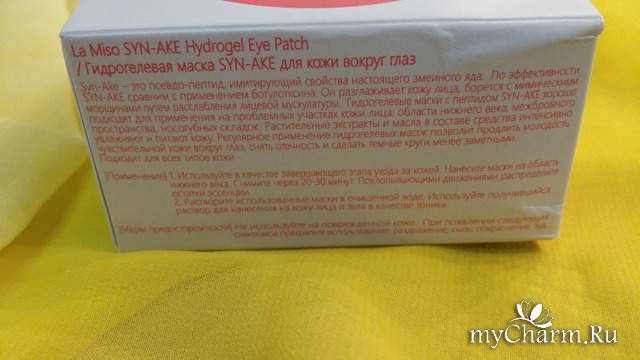 La Miso SYN-AKE Hydrogel Eye Patch
/ Гидрогелевая маска SYN-AKE для кожи вокруг глаз
Syn-Ake – это псевдо-пептид, имитирующий свойства настоящего змеиного яда. По эффективности
SYN-AKE сравним с применением ботулотоксина. Он разглаживает кожу лица, борется с мимическими
морщинами путем расслабления лицевой мускулатуры. Гидрогелевые маски с пептидом SYN-AKE хорошо
подходят для применения на проблемных участках кожи лица: области нижнего века, межбровного
пространства, носогубных складок. Растительные экстракты и масла в составе средства интенсивно
увлажняют и питают кожу. Регулярное применение гидрогелевых масок позволит продлить молодость
чувствительной кожи вокруг глаз, снять отечность и сделать темные круги менее заметными.
Подходит для всех типов кожи
[Применение] 1. Используйте в качестве завершающего этапа ухода за кожей. Нанесите маски на область
нижнего века. Снимите через 20-30 минут. Похлопывающими движениями распределите
остатки эссенции.
2. Растворите использованные маски в очищенной воде. Используйте получившийся
раствор для нанесения на кожу лица и тела в качестве тоника.
[Меры предосторожности] Не используйте на поврежденной коже. При появлении следующих
симптомов прекратите использование: раздражение, сыпь, покраснение, зуд.
myCharm.Ru